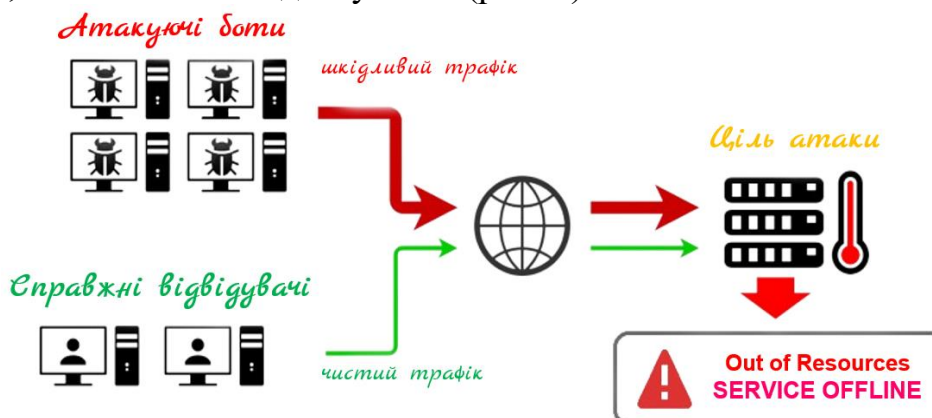 Атакуючі боти
шкідливий трафік
Ціль атаки
Справжні відвідувачі
чистий трафік
Out of Resources
SERVICE OFFLINE